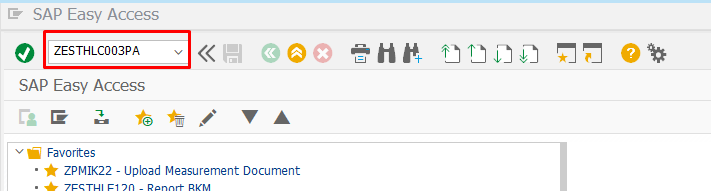 SAP Easy Access
ZESTHLC003PA
SAP Easy Access
Favorites
ZPMIK22 - Upload Measurement Document
ZESTHLE120 - Report BKM